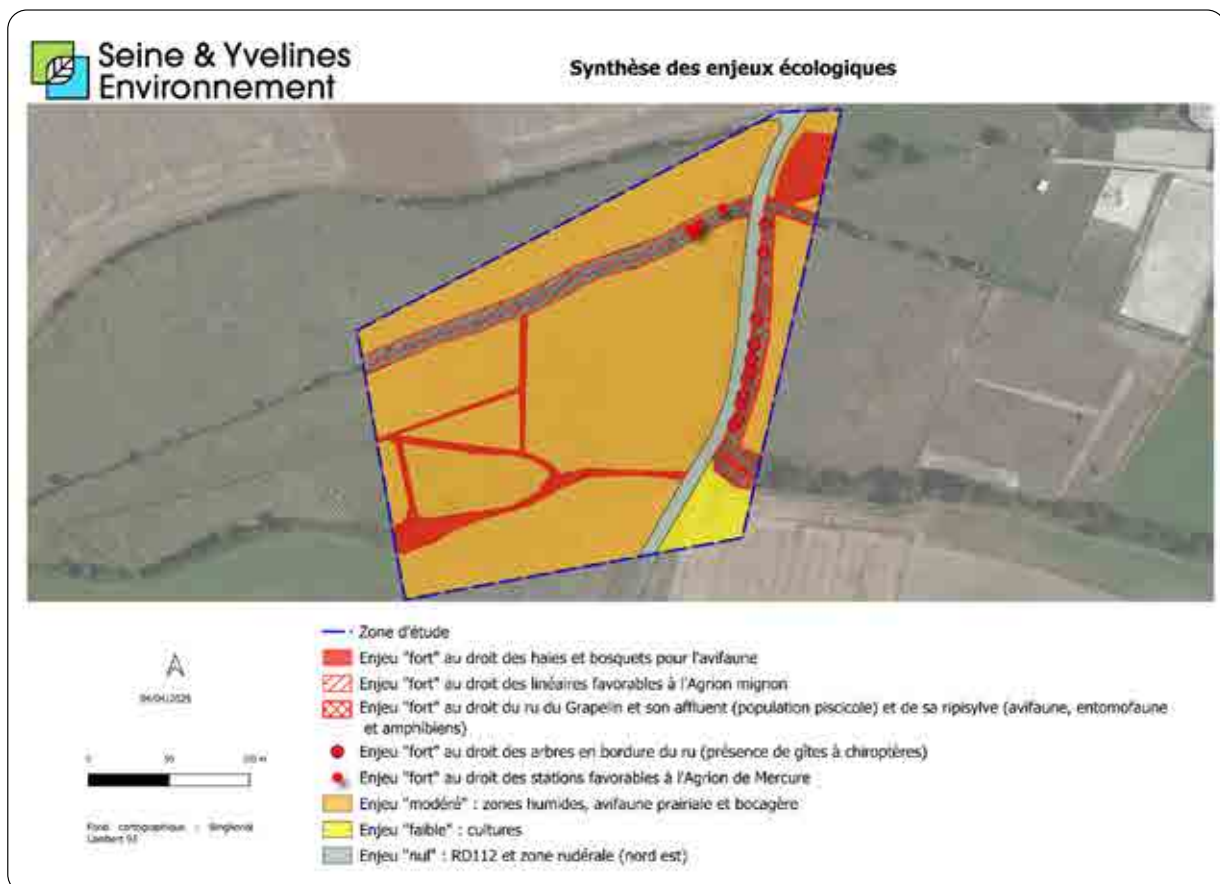 Seine & Yvelines
Environnement
Synthèse des enjeux écologiques
Zone d'étude
Enjeu "fort" au droit des haies et bosquets pour l'avifaune
Enjeu "fort" au droit des linéaires favorables à l'Agrion mignon
Enjeu "fort" au droit du ru du Grapelin et son affluent (population piscicole) et de sa ripisylve (avifaune, entomofaune
et amphibiens)
Enjeu "fort" au droit des arbres en bordure du ru (présence de gîtes à chiroptères)
Enjeu "fort" au droit des stations favorables à l'Agrion de Mercure
Enjeu "modéré" : zones humides, avifaune prairiale et bocagère
Enjeu "faible" : cultures
Enjeu "nul" : RD112 et zone rudérale (nord est)
0 50 100 m
Fond cartographique :
Lambert 93